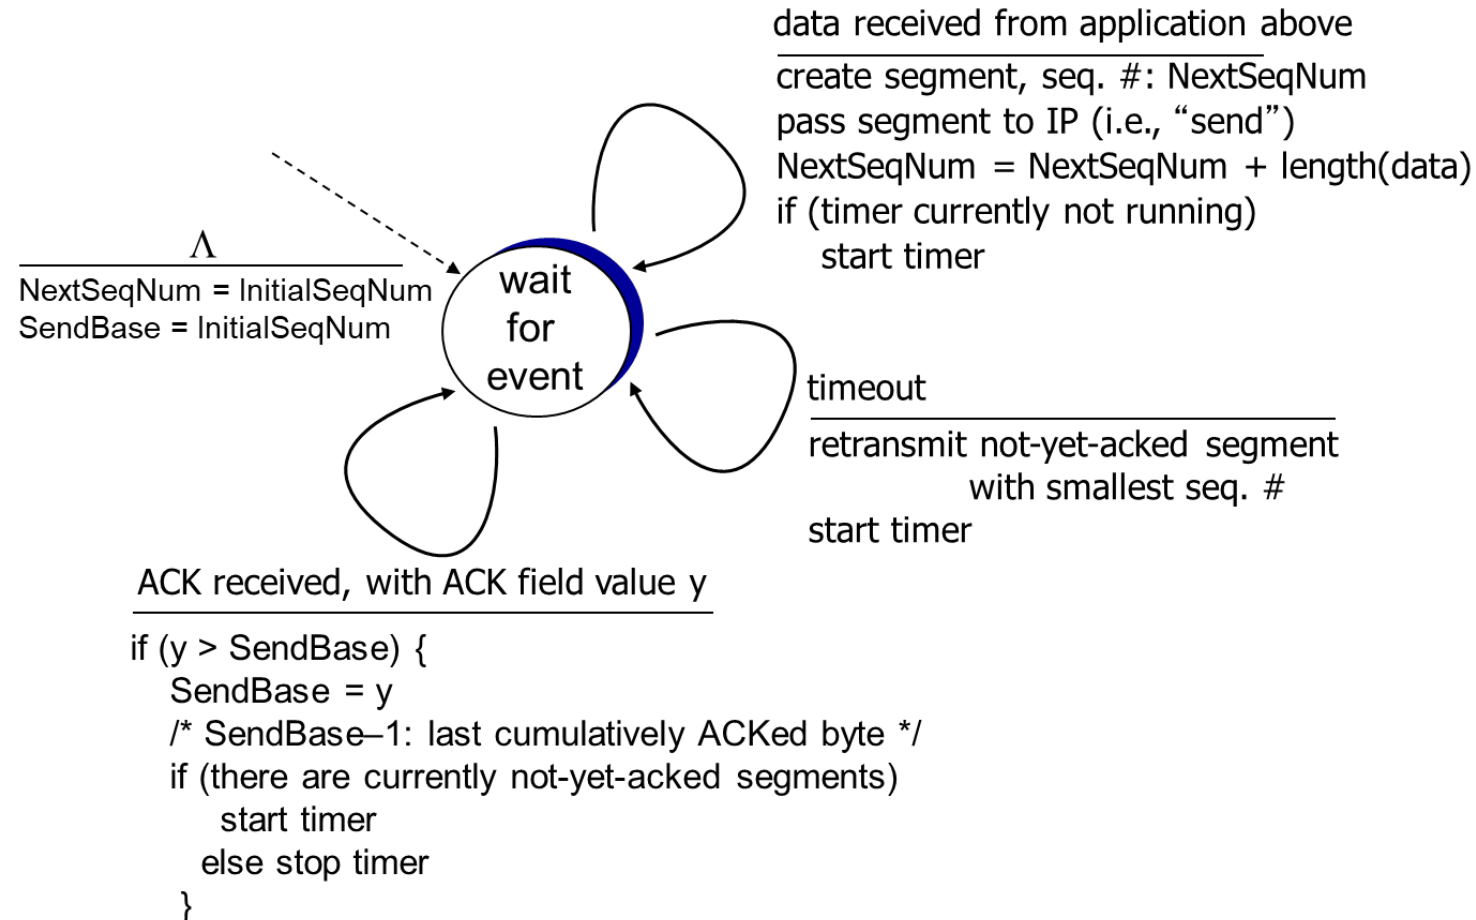 data received from application above
create segment, seq. #: NextSeqNum
pass segment to IP (i.e., “send”)
NextSeqNum = NextSeqNum + length(data)
if (timer currently not running)
start timer
Λ
NextSeqNum = InitialSeqNum
SendBase = InitialSeqNum
wait
for
event
timeout
retransmit not-yet-acked segment
with smallest seq. #
start timer
ACK received, with ACK field value y
if (y > SendBase) {
SendBase = y
/* SendBase–1: last cumulatively ACKed byte */
if (there are currently not-yet-acked segments)
start timer
else stop timer
}